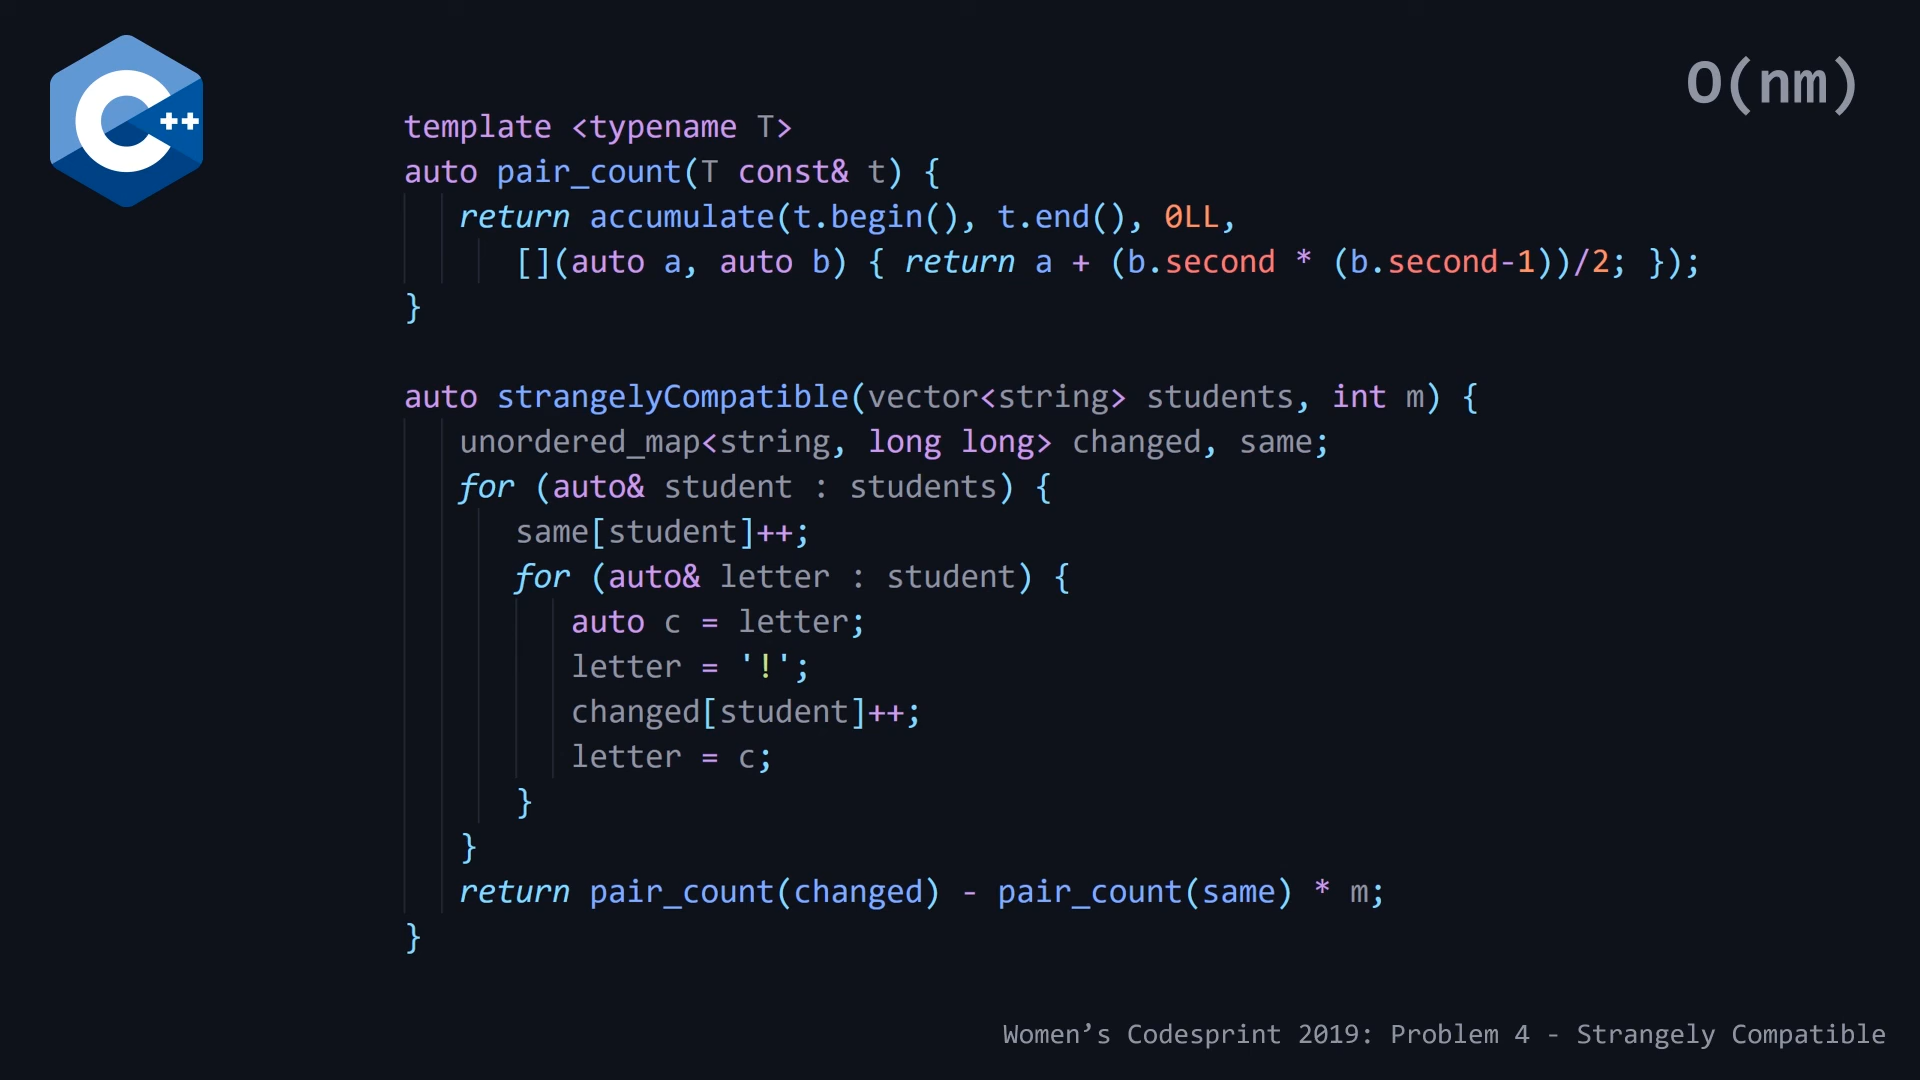 C++
O(nm)
template <typename T>
auto pair_count(T const& t) {
return accumulate(t.begin(), t.end(), 0LL,
[](auto a, auto b) { return a + (b.second * (b.second-1))/2; });
}
auto strangelyCompatible(vector<string> students, int m) {
unordered_map<string, long long> changed, same;
for (auto& student : students) {
same[student]++;
for (auto& letter : student) {
auto c = letter;
letter = '!';
changed[student]++;
letter = c;
}
}
return pair_count(changed) - pair_count(same) * m;
}
Women’s Codesprint 2019: Problem 4 - Strangely Compatible